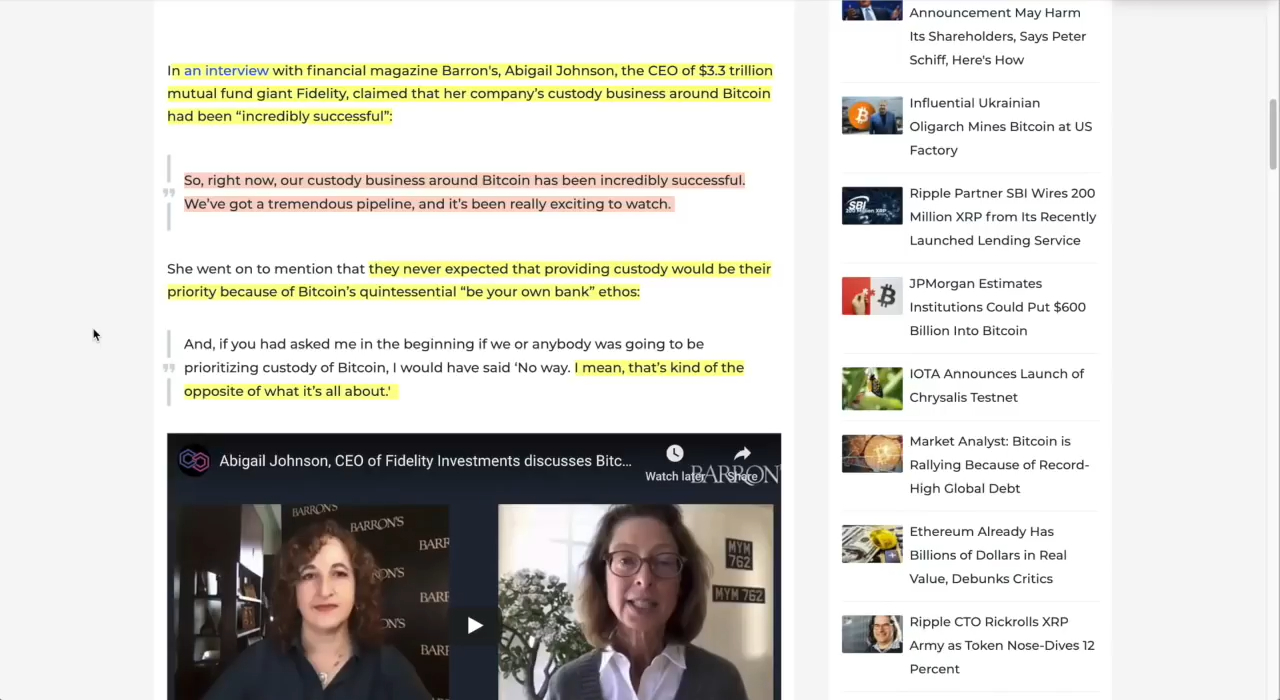 In an interview with financial magazine Barron's, Abigail Johnson, the CEO of $3.3 trillion
mutual fund giant Fidelity, claimed that her company’s custody business around Bitcoin
had been “incredibly successful”:
So, right now, our custody business around Bitcoin has been incredibly successful.
We’ve got a tremendous pipeline, and it’s been really exciting to watch.
She went on to mention that they never expected that providing custody would be their
priority because of Bitcoin’s quintessential “be your own bank” ethos:
And, if you had asked me in the beginning if we or anybody was going to be
prioritizing custody of Bitcoin, I would have said ‘No way. I mean, that’s kind of the
opposite of what it’s all about.'
Abigail Johnson, CEO of Fidelity Investments discusses Bitc...
Watch later
Share
BARRON'S
BARRON'S
BARRON'S
MYM
762
MYM 762
Announcement May Harm
Its Shareholders, Says Peter
Schiff, Here's How
Influential Ukrainian
Oligarch Mines Bitcoin at US
Factory
SBI
Ripple Partner SBI Wires 200
Million XRP from Its Recently
Launched Lending Service
JPMorgan Estimates
Institutions Could Put $600
Billion Into Bitcoin
IOTA Announces Launch of
Chrysalis Testnet
Market Analyst: Bitcoin is
Rallying Because of Record-
High Global Debt
Ethereum Already Has
Billions of Dollars in Real
Value, Debunks Critics
Ripple CTO Rickrolls XRP
Army as Token Nose-Dives 12
Percent